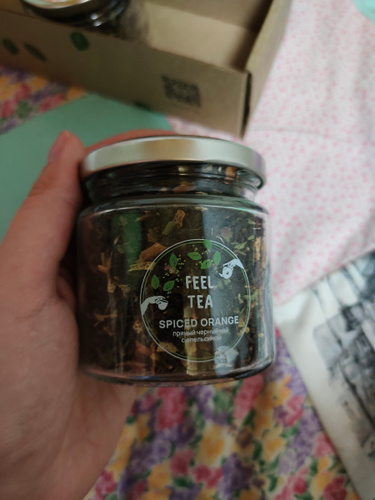 FEEL
TEA
SPICED ORANGE
пряный черный чай
с апельсином